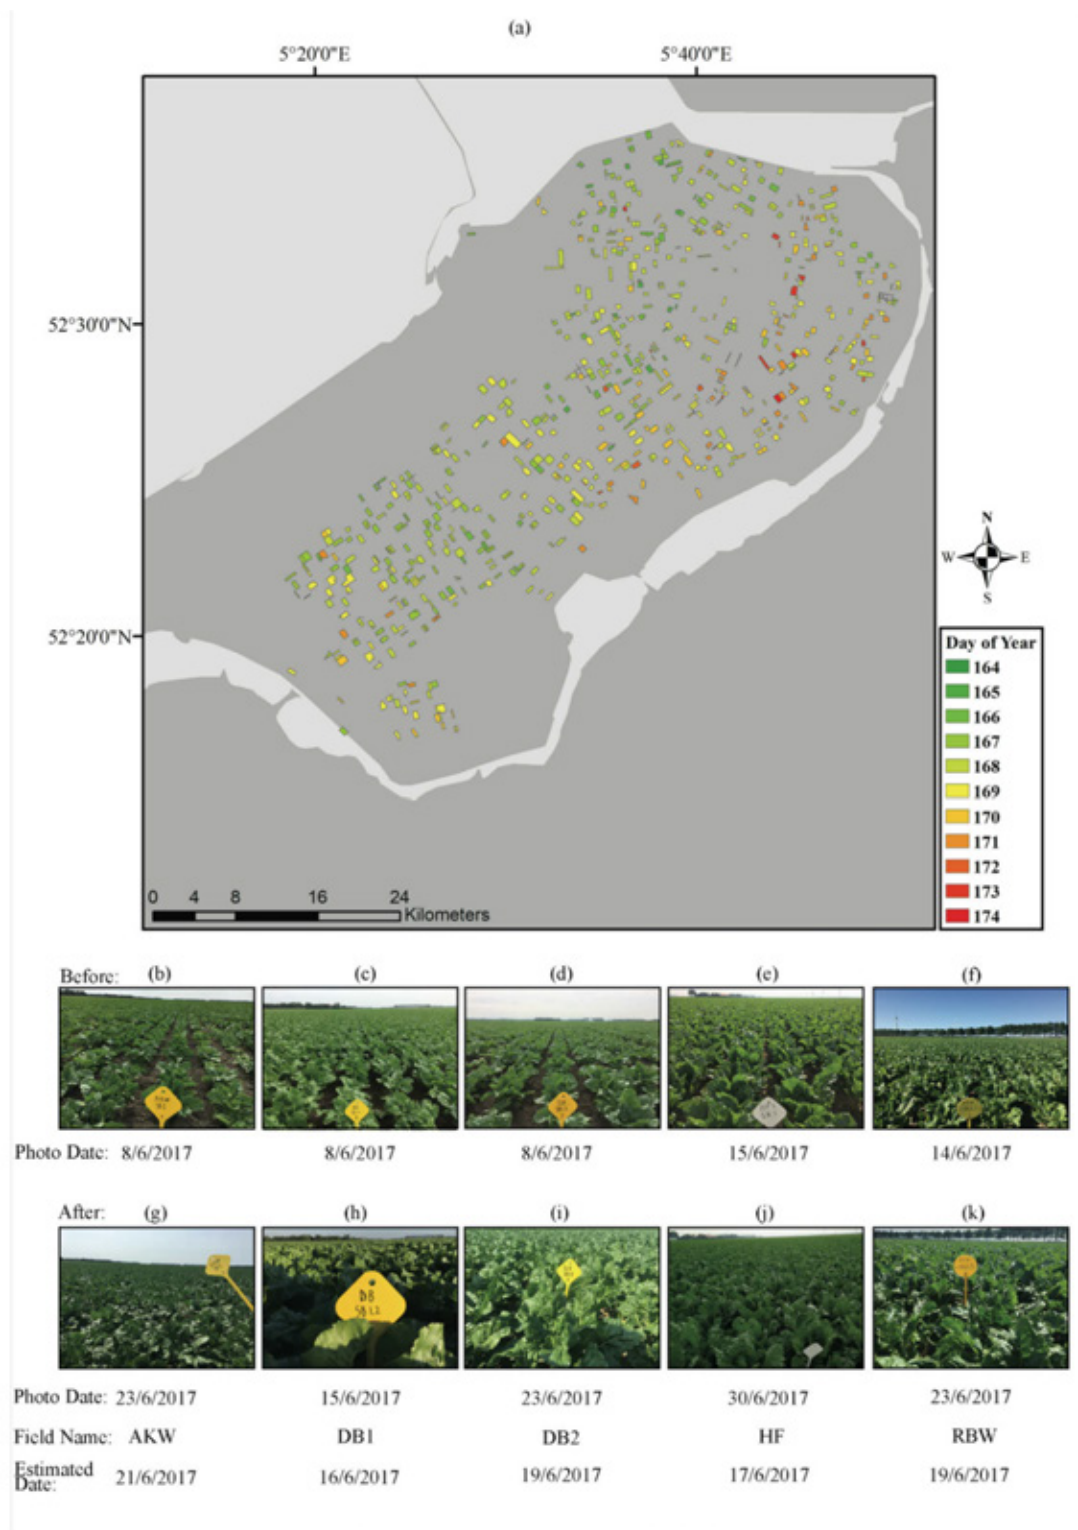 (a)
5°20'0"E 5°40'0"E
52°30'0"N
52°20'0"N
N
W E
S
Day of Year
164
165
166
167
168
169
170
171
172
173
174
0 4 8 16 24
Kilometers
Before: (b) (c) (d) (e) (f)
Photo Date: 8/6/2017 8/6/2017 8/6/2017 15/6/2017 14/6/2017
After: (g) (h) (i) (j) (k)
DB
SB L2
Photo Date: 23/6/2017 15/6/2017 23/6/2017 30/6/2017 23/6/2017
Field Name: AKW DB1 DB2 HF RBW
Estimated
Date: 21/6/2017 16/6/2017 19/6/2017 17/6/2017 19/6/2017